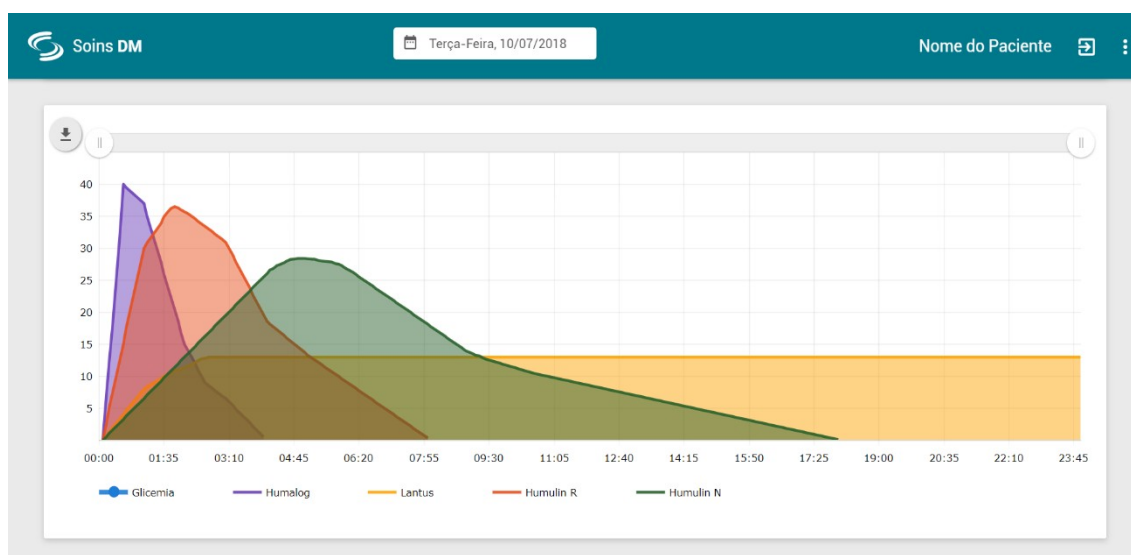 Soins DM
Terça-Feira, 10/07/2018
Nome do Paciente
40
35
30
25
20
15
10
5
00:00 01:35 03:10 04:45 06:20 07:55 09:30 11:05 12:40 14:15 15:50 17:25 19:00 20:35 22:10 23:45
Glicemia Humalog Lantus Humulin R Humulin N